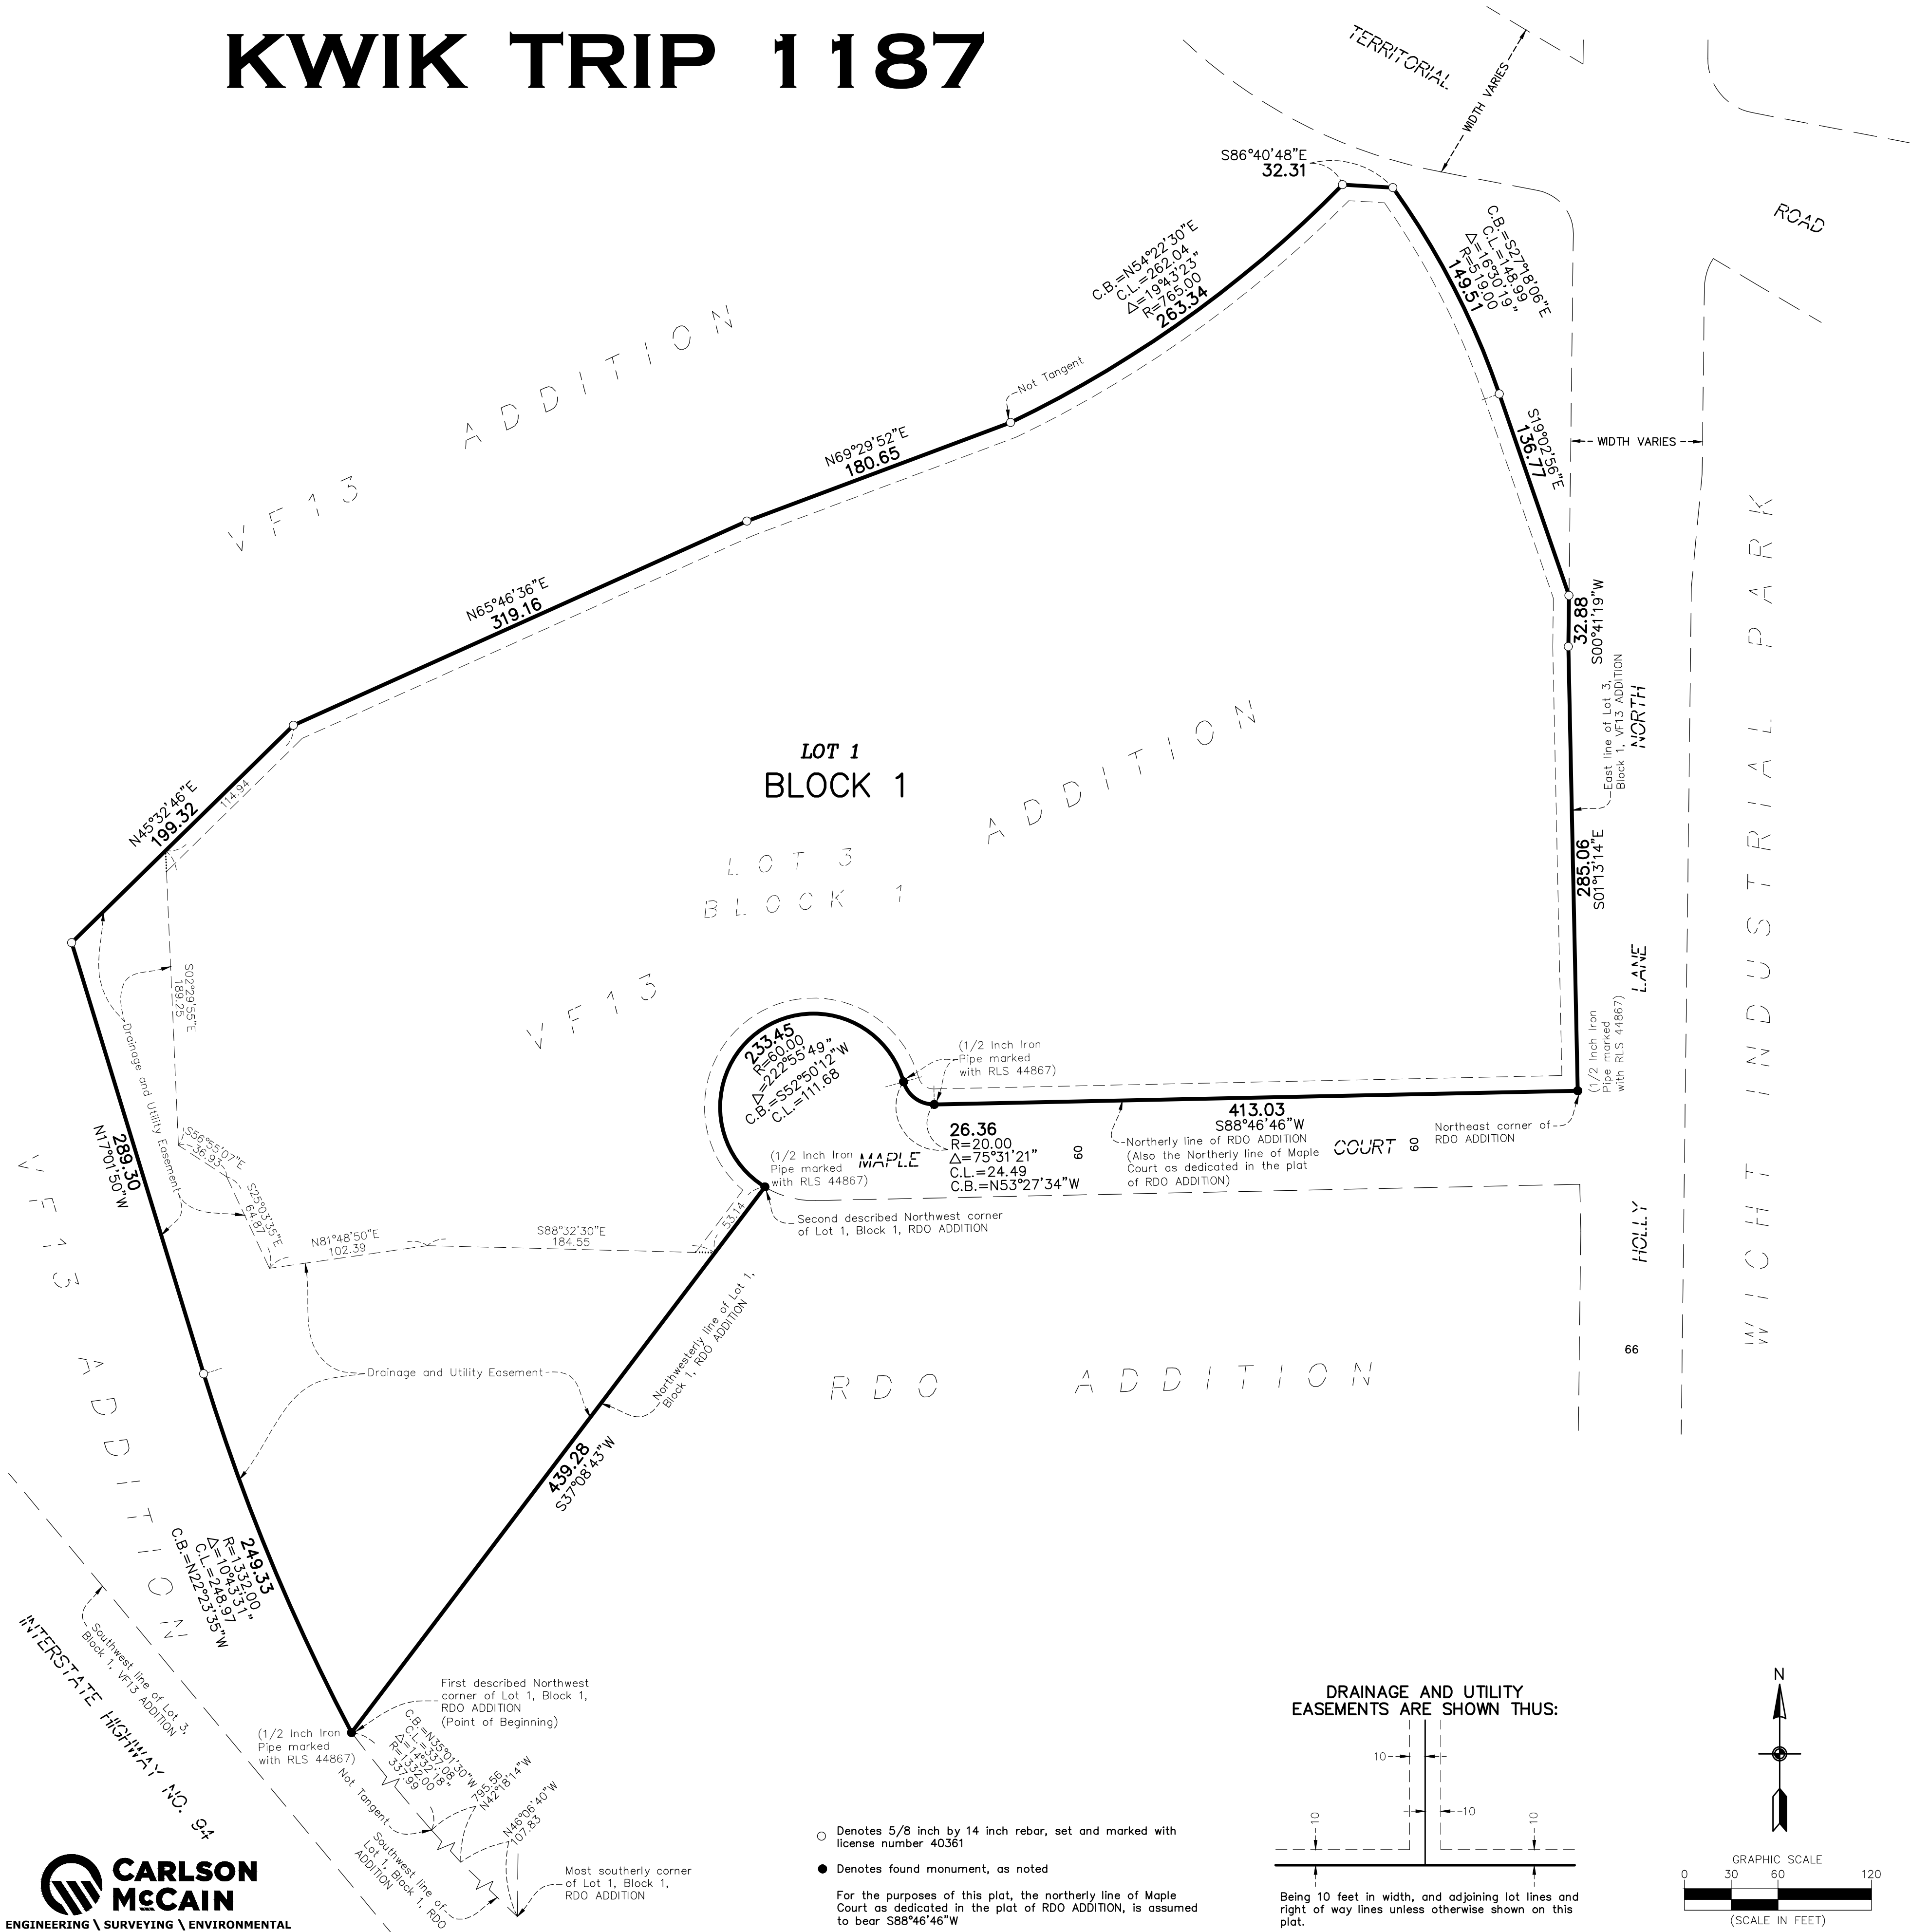 KWIK TRIP 1187
TERRITORIAL
WIDTH VARIES
ROAD
S86°40'48"E
32.31
C.B.=N54°22'30"E
C.L.=262.04
△=19°43'23"
R=765.00
263.34
C.B.=S27°18'06"E
C.L.=148.99
△=16°30'19"
R=519.00
149.51
Not Tangent
VF13 ADDITION
N69°29'52"E
180.65
S19°02'56"E
136.77
WIDTH VARIES
N65°46'36"E
319.16
32.88
S00°41'19"W
East line of Lot 3,
Block 1, VF13 ADDITION
NORTH
WICHT INDUSTRIAL PARK
LOT 1
BLOCK 1
N45°32'46"E
199.32
114.94
LOT 3
BLOCK 1
VF13 ADDITION
285.06
S01°13'14"E
LANE
S02°29'55"E
189.25
Drainage and Utility Easement
289.30
N17°01'50"W
233.45
R=60.00
△=222°55'49"
C.B.=S52°50'12"W
C.L.=111.68
(1/2 Inch Iron
Pipe marked
with RLS 44867)
(1/2 Inch Iron
Pipe marked
with RLS 44867)
413.03
S88°46'46"W
26.36
R=20.00
△=75°31'21"
C.L.=24.49
C.B.=N53°27'34"W
60
Northerly line of RDO ADDITION
(Also the Northerly line of Maple
Court as dedicated in the plat
of RDO ADDITION)
COURT
60
Northeast corner of
RDO ADDITION
(1/2 Inch Iron
Pipe marked
with RLS 44867)
MAPLE
S56°55'07"E
36.93
S25°03'35"E
64.87
N81°48'50"E
102.39
S88°32'30"E
184.55
53.14
Second described Northwest corner
of Lot 1, Block 1, RDO ADDITION
HOLLY
66
VF13 ADDITION
Northwesterly line of Lot 1,
Block 1, RDO ADDITION
Drainage and Utility Easement
RDO ADDITION
439.28
S37°08'43"W
249.33
R=1332.00
△=10°43'31"
C.L.=248.97
C.B.=N22°23'35"W
Southwest line of Lot 3,
Block 1, VF13 ADDITION
INTERSTATE HIGHWAY NO. 94
First described Northwest
corner of Lot 1, Block 1,
RDO ADDITION
(Point of Beginning)
(1/2 Inch Iron
Pipe marked
with RLS 44867)
C.B.=N35°01'30"W
C.L.=337.08
△=14°32'18"
R=1332.00
337.99
Not Tangent
795.56
N42°18'14"W
N46°06'40"W
107.83
Southwest line of
Lot 1, Block 1, RDO
ADDITION
Most southerly corner
of Lot 1, Block 1,
RDO ADDITION
CARLSON
McCAIN
ENGINEERING \ SURVEYING \ ENVIRONMENTAL
Denotes 5/8 inch by 14 inch rebar, set and marked with
license number 40361
Denotes found monument, as noted
For the purposes of this plat, the northerly line of Maple
Court as dedicated in the plat of RDO ADDITION, is assumed
to bear S88°46'46"W
DRAINAGE AND UTILITY
EASEMENTS ARE SHOWN THUS:
10
10
10
10
Being 10 feet in width, and adjoining lot lines and
right of way lines unless otherwise shown on this
plat.
N
GRAPHIC SCALE
0 30 60 120
(SCALE IN FEET)